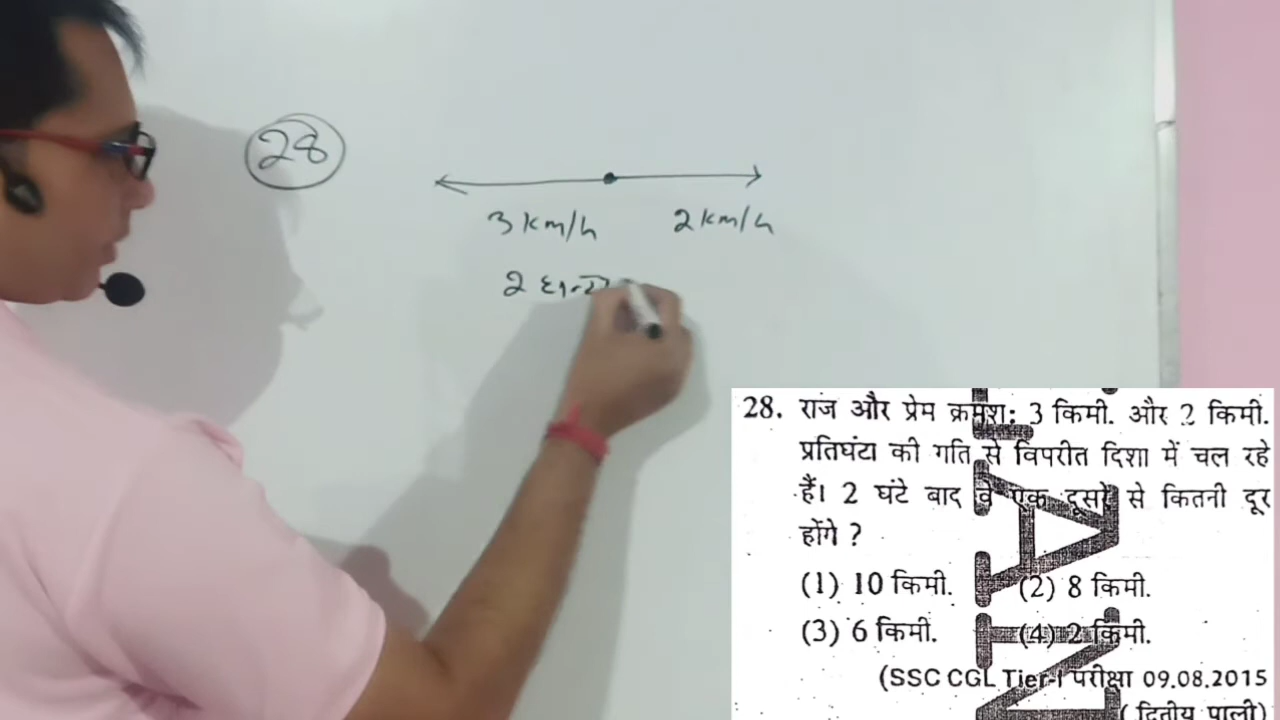 28
3 km/h 2 km/h
2
28. राज और प्रेम क्रमश: 3 किमी. और 2 किमी.
प्रतिघंटा की गति से विपरीत दिशा में चल रहे
हैं। 2 घंटे बाद वे एक दूसरे से कितनी दूर
होंगे ?
(1) 10 किमी. (2) 8 किमी.
(3) 6 किमी. (4) 2 किमी.
(SSC CGL Tier-I परीक्षा 09.08.2015
(द्वितीय पाली)